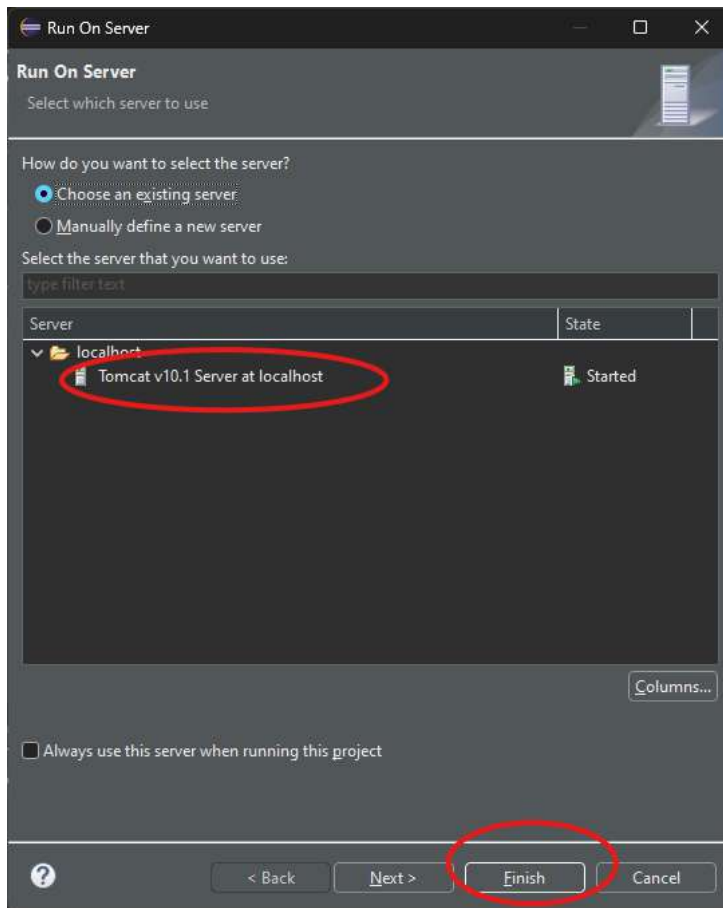 Run On Server
Run On Server
Select which server to use
How do you want to select the server?
Choose an existing server
Manually define a new server
Select the server that you want to use:
type filter text
Server State
localhost
Tomcat v10.1 Server at localhost Started
Columns...
Always use this server when running this project
? < Back Next > Finish Cancel